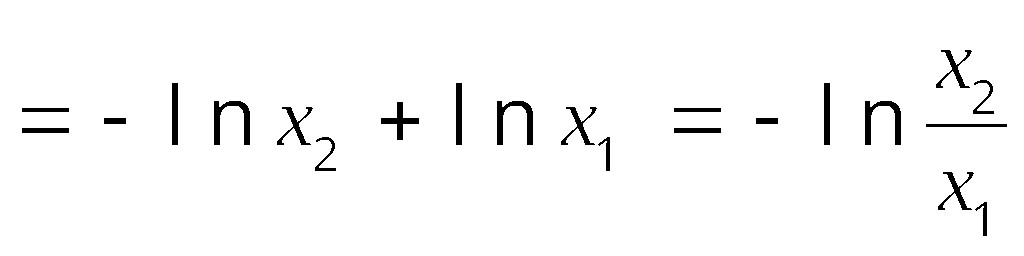 = - ln x₂ + ln x₁ = - ln x₂/x₁